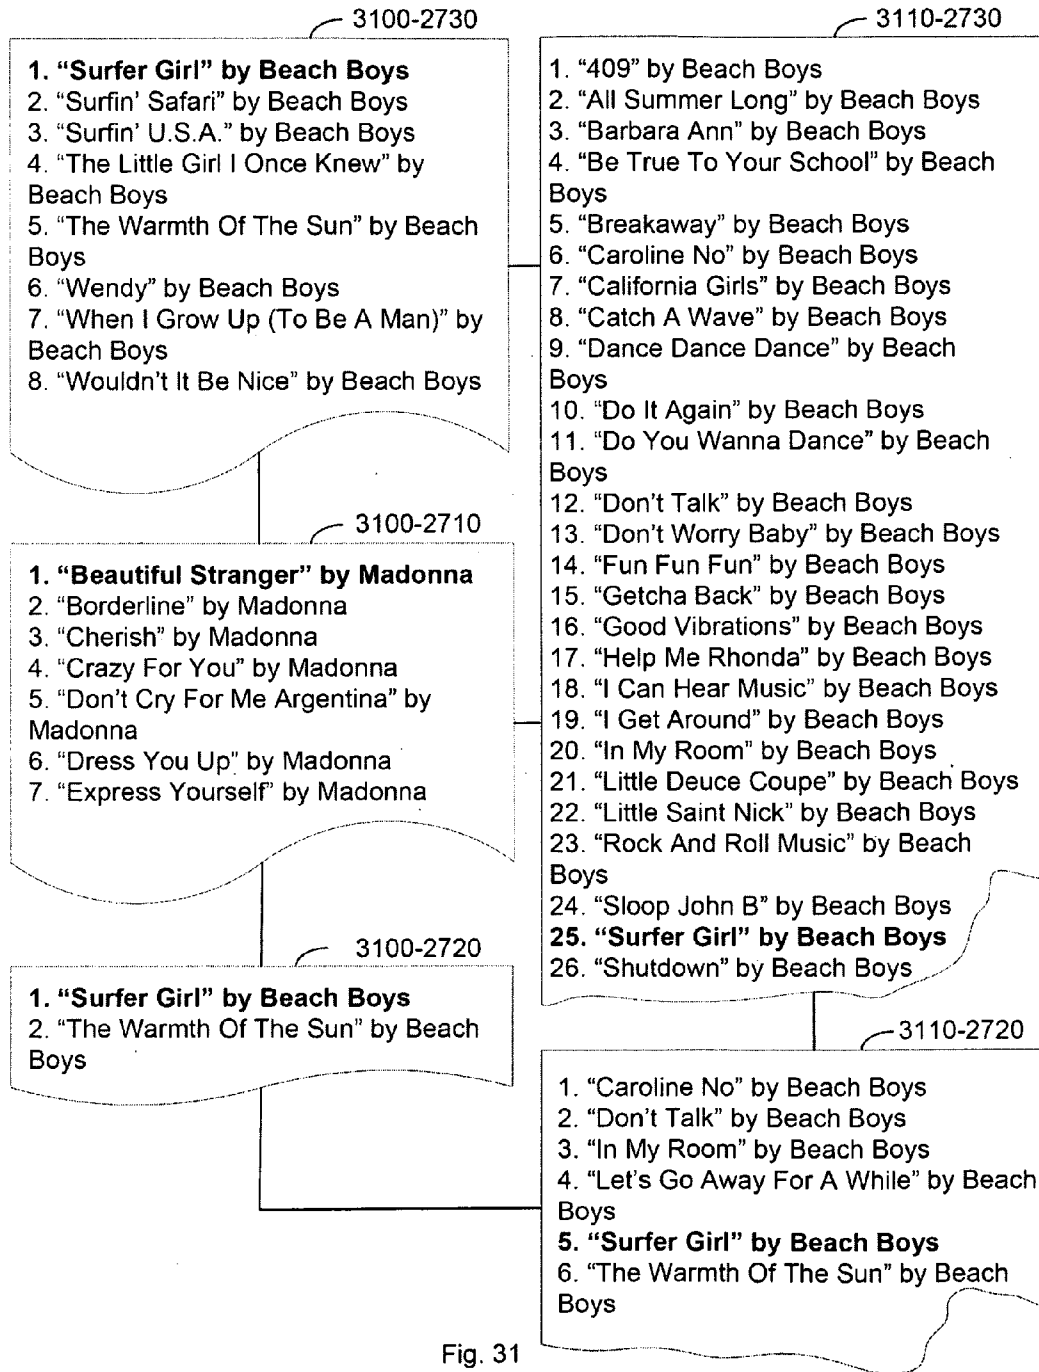 3100-2730
1. “Surfer Girl” by Beach Boys
2. “Surfin’ Safari” by Beach Boys
3. “Surfin’ U.S.A.” by Beach Boys
4. “The Little Girl I Once Knew” by
Beach Boys
5. “The Warmth Of The Sun” by Beach
Boys
6. “Wendy” by Beach Boys
7. “When I Grow Up (To Be A Man)” by
Beach Boys
8. “Wouldn’t It Be Nice” by Beach Boys
3100-2710
1. “Beautiful Stranger” by Madonna
2. “Borderline” by Madonna
3. “Cherish” by Madonna
4. “Crazy For You” by Madonna
5. “Don’t Cry For Me Argentina” by
Madonna
6. “Dress You Up” by Madonna
7. “Express Yourself” by Madonna
3100-2720
1. “Surfer Girl” by Beach Boys
2. “The Warmth Of The Sun” by Beach
Boys
3110-2730
1. “409” by Beach Boys
2. “All Summer Long” by Beach Boys
3. “Barbara Ann” by Beach Boys
4. “Be True To Your School” by Beach
Boys
5. “Breakaway” by Beach Boys
6. “Caroline No” by Beach Boys
7. “California Girls” by Beach Boys
8. “Catch A Wave” by Beach Boys
9. “Dance Dance Dance” by Beach
Boys
10. “Do It Again” by Beach Boys
11. “Do You Wanna Dance” by Beach
Boys
12. “Don’t Talk” by Beach Boys
13. “Don’t Worry Baby” by Beach Boys
14. “Fun Fun Fun” by Beach Boys
15. “Getcha Back” by Beach Boys
16. “Good Vibrations” by Beach Boys
17. “Help Me Rhonda” by Beach Boys
18. “I Can Hear Music” by Beach Boys
19. “I Get Around” by Beach Boys
20. “In My Room” by Beach Boys
21. “Little Deuce Coupe” by Beach Boys
22. “Little Saint Nick” by Beach Boys
23. “Rock And Roll Music” by Beach
Boys
24. “Sloop John B” by Beach Boys
25. “Surfer Girl” by Beach Boys
26. “Shutdown” by Beach Boys
3110-2720
1. “Caroline No” by Beach Boys
2. “Don’t Talk” by Beach Boys
3. “In My Room” by Beach Boys
4. “Let’s Go Away For A While” by Beach
Boys
5. “Surfer Girl” by Beach Boys
6. “The Warmth Of The Sun” by Beach
Boys
Fig. 31